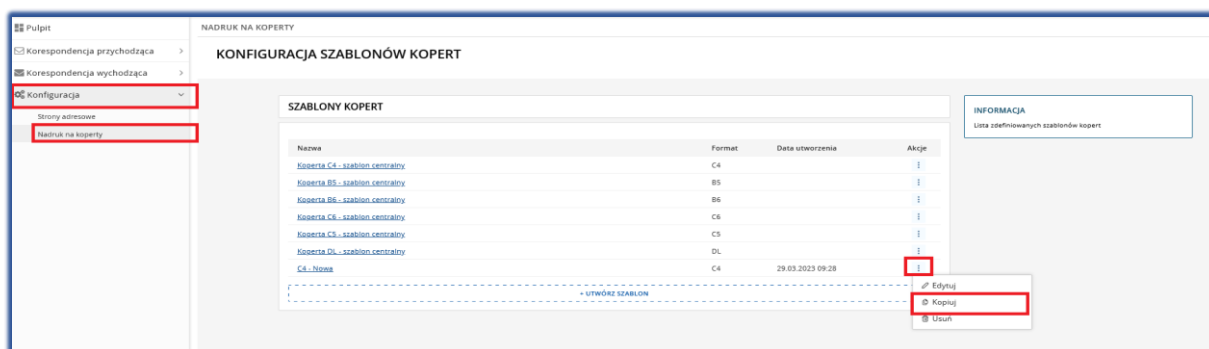 Pulpit
Korespondencja przychodząca
Korespondencja wychodząca
Konfiguracja
Strony adresowe
Nadruk na koperty
NADRUK NA KOPERTY
KONFIGURACJA SZABLONÓW KOPERT
SZABLONY KOPERT
Nazwa Format Data utworzenia Akcje
Koperta C4 - szablon centralny C4
Koperta B5 - szablon centralny B5
Koperta B6 - szablon centralny B6
Koperta C6 - szablon centralny C6
Koperta C5 - szablon centralny C5
Koperta DL - szablon centralny DL
C4 - Nowa C4 29.03.2023 09:28
+ UTWÓRZ SZABLON
Edytuj
Kopiuj
Usuń
INFORMACJA
Lista zdefiniowanych szablonów kopert